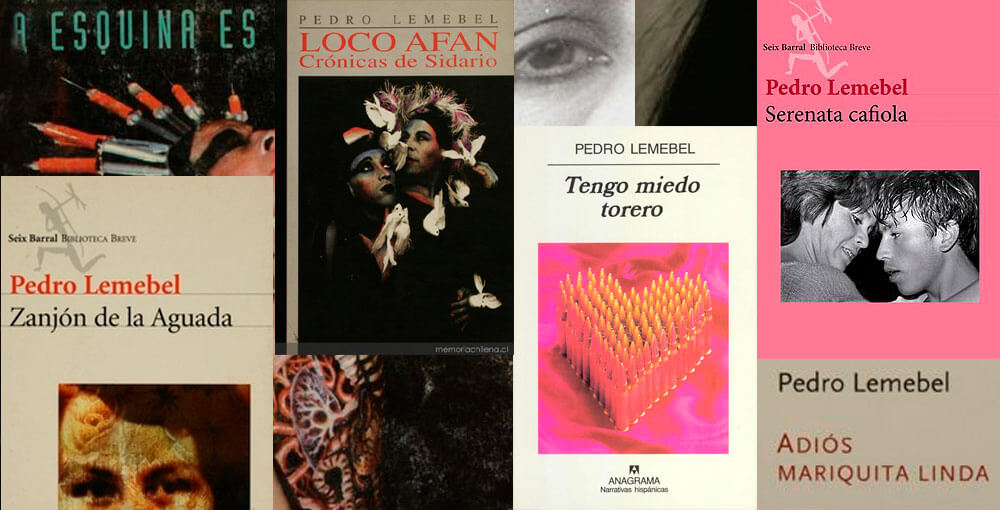 A ESQUINA ES
Seix Barral BIBLIOTECA BREVE
Pedro Lemebel
Zanjón de la Aguada
PEDRO LEMEBEL
LOCO AFAN
Crónicas de Sidario
memoriachilena.cl
PEDRO LEMEBEL
Tengo miedo
torero
ANAGRAMA
Narrativas hispánicas
Seix Barral Biblioteca Breve
Pedro Lemebel
Serenata cafiola
Pedro Lemebel
ADIÓS
MARIQUITA LINDA